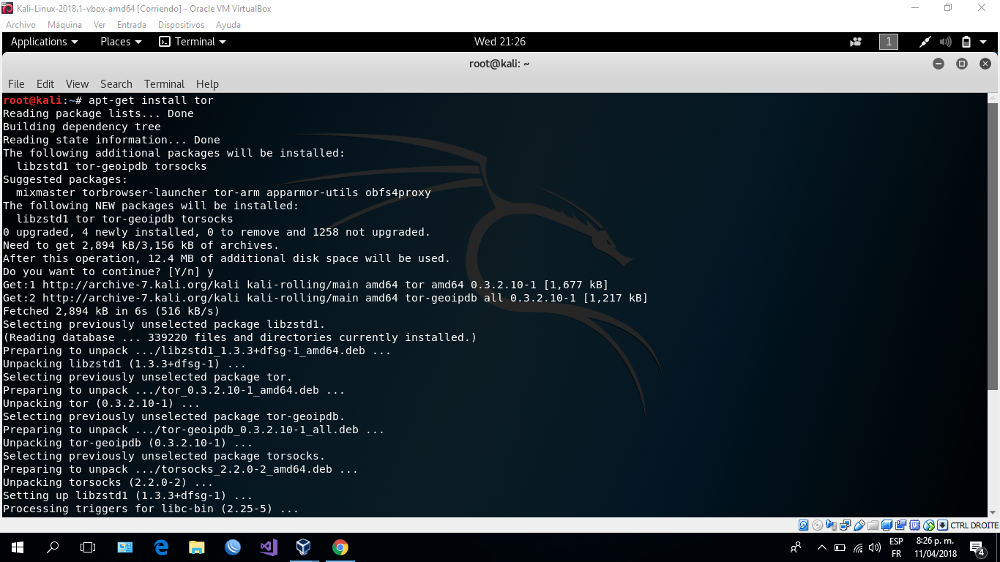 Kali-Linux-2018.1-vbox-amd64 [Corriendo] - Oracle VM VirtualBox
Archivo Máquina Ver Entrada Dispositivos Ayuda
Applications Places Terminal Wed 21:26 1
root@kali: ~
File Edit View Search Terminal Help
root@kali:~# apt-get install tor
Reading package lists... Done
Building dependency tree
Reading state information... Done
The following additional packages will be installed:
  libzstd1 tor-geoipdb torsocks
Suggested packages:
  mixmaster torbrowser-launcher tor-arm apparmor-utils obfs4proxy
The following NEW packages will be installed:
  libzstd1 tor tor-geoipdb torsocks
0 upgraded, 4 newly installed, 0 to remove and 1258 not upgraded.
Need to get 2,894 kB/3,156 kB of archives.
After this operation, 12.4 MB of additional disk space will be used.
Do you want to continue? [Y/n] y
Get:1 http://archive-7.kali.org/kali kali-rolling/main amd64 tor amd64 0.3.2.10-1 [1,677 kB]
Get:2 http://archive-7.kali.org/kali kali-rolling/main amd64 tor-geoipdb all 0.3.2.10-1 [1,217 kB]
Fetched 2,894 kB in 6s (516 kB/s)
Selecting previously unselected package libzstd1.
(Reading database ... 339220 files and directories currently installed.)
Preparing to unpack .../libzstd1_1.3.3+dfsg-1_amd64.deb ...
Unpacking libzstd1 (1.3.3+dfsg-1) ...
Selecting previously unselected package tor.
Preparing to unpack .../tor_0.3.2.10-1_amd64.deb ...
Unpacking tor (0.3.2.10-1) ...
Selecting previously unselected package tor-geoipdb.
Preparing to unpack .../tor-geoipdb_0.3.2.10-1_all.deb ...
Unpacking tor-geoipdb (0.3.2.10-1) ...
Selecting previously unselected package torsocks.
Preparing to unpack .../torsocks_2.2.0-2_amd64.deb ...
Unpacking torsocks (2.2.0-2) ...
Setting up libzstd1 (1.3.3+dfsg-1) ...
Processing triggers for libc-bin (2.25-5) ...
CTRL DROITE
ESP 8:26 p. m.
FR 11/04/2018 4